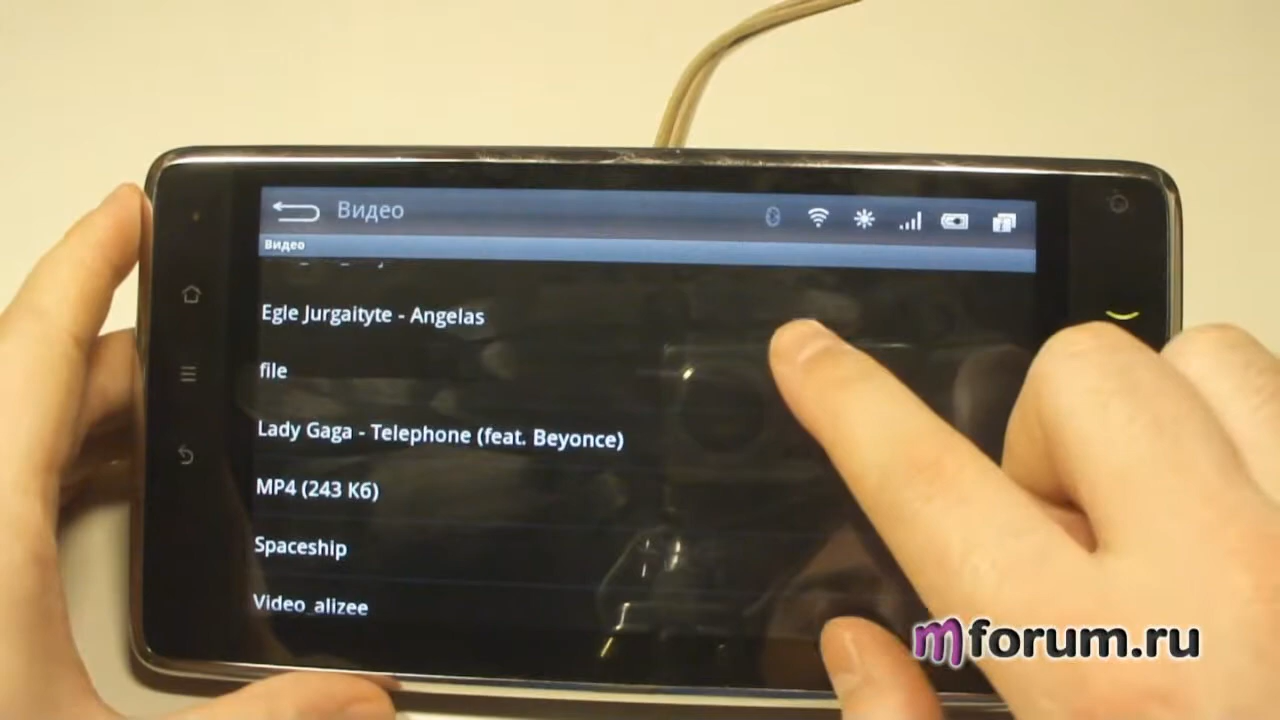 Видео
Видео
Egle Jurgaityte - Angelas
file
Lady Gaga - Telephone (feat. Beyonce)
MP4 (243 Кб)
Spaceship
Video_alizee
mforum.ru